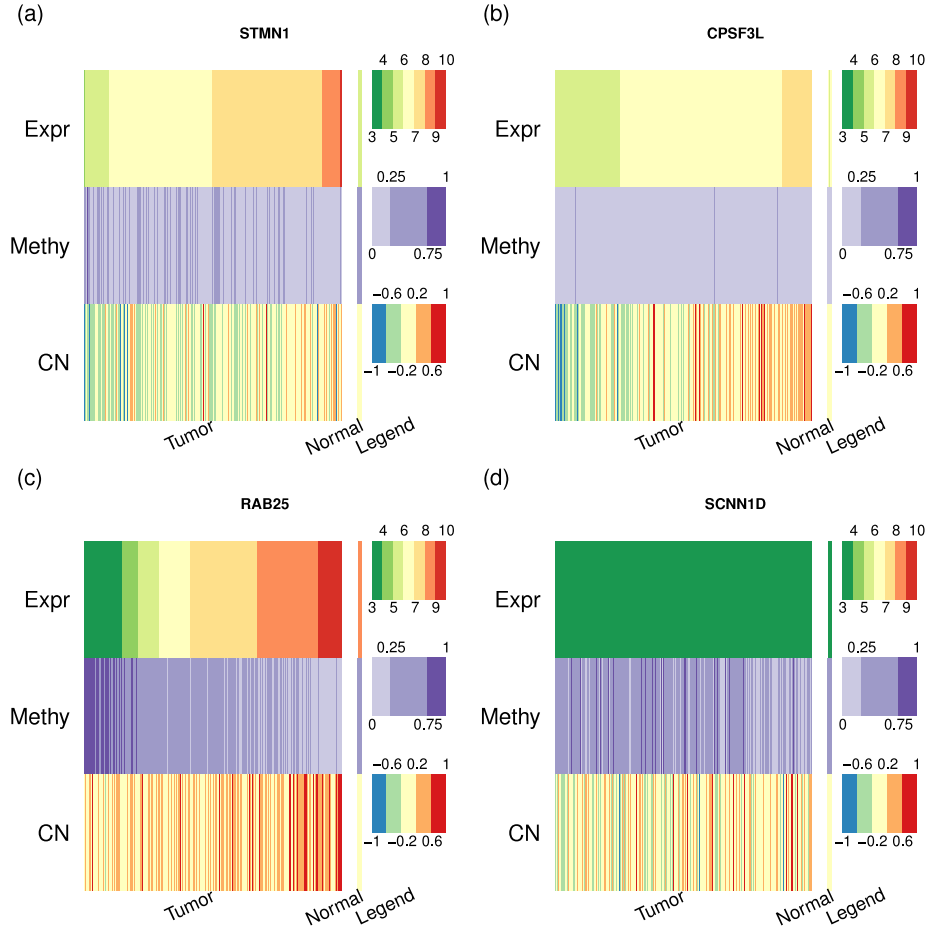 (a)
STMN1
Expr
Methy
CN
4 6 8 10
3 5 7 9
0.25 1
0 0.75
−0.6 0.2 1
−1 −0.2 0.6
Tumor
Normal
Legend
(b)
CPSF3L
Expr
Methy
CN
4 6 8 10
3 5 7 9
0.25 1
0 0.75
−0.6 0.2 1
−1 −0.2 0.6
Tumor
Normal
Legend
(c)
RAB25
Expr
Methy
CN
4 6 8 10
3 5 7 9
0.25 1
0 0.75
−0.6 0.2 1
−1 −0.2 0.6
Tumor
Normal
Legend
(d)
SCNN1D
Expr
Methy
CN
4 6 8 10
3 5 7 9
0.25 1
0 0.75
−0.6 0.2 1
−1 −0.2 0.6
Tumor
Normal
Legend